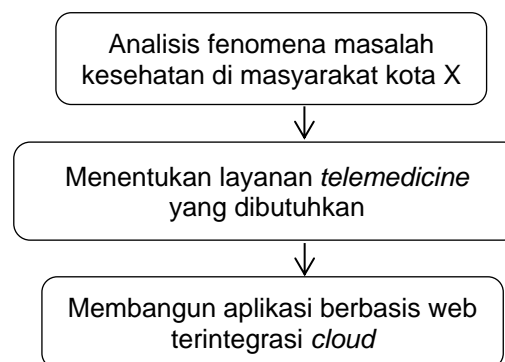 Analisis fenomena masalah
kesehatan di masyarakat kota X
Menentukan layanan telemedicine
yang dibutuhkan
Membangun aplikasi berbasis web
terintegrasi cloud